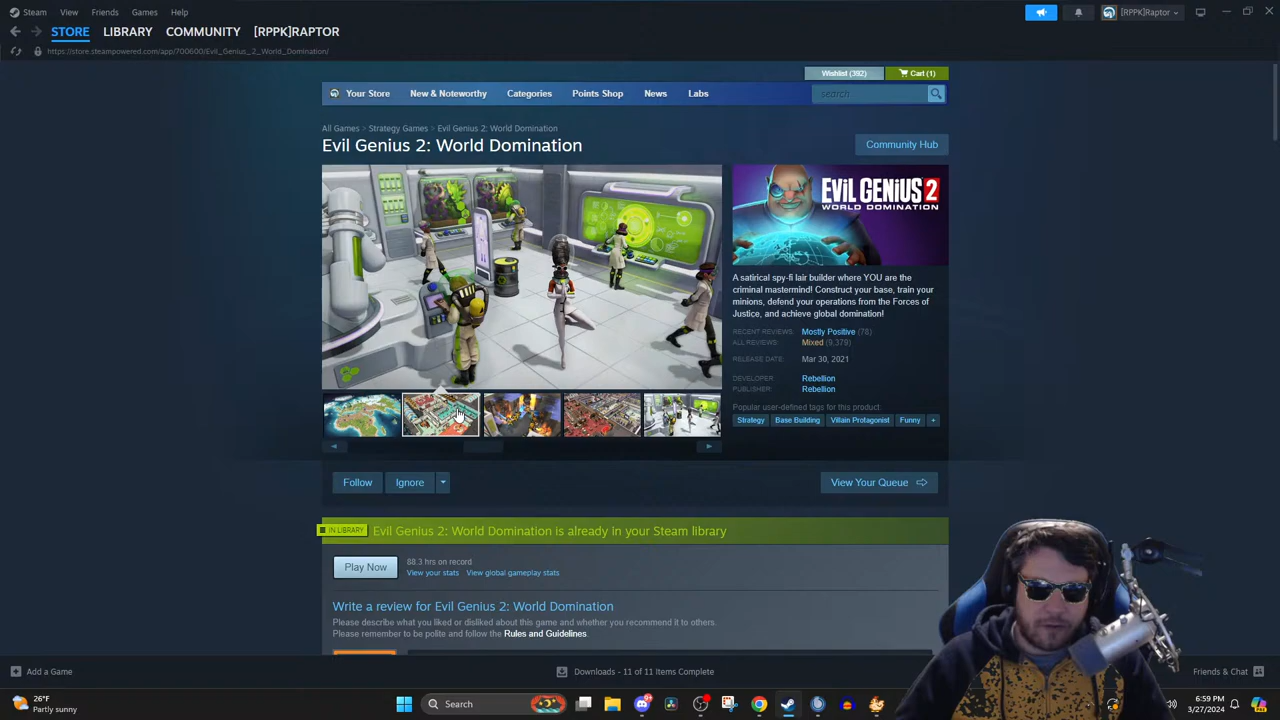 Steam View Friends Games Help [RPPK]Raptor
STORE LIBRARY COMMUNITY [RPPK]RAPTOR
https://store.steampowered.com/app/700600/Evil_Genius_2_World_Domination/
Wishlist (392) Cart (1)
Your Store New & Noteworthy Categories Points Shop News Labs search
All Games > Strategy Games > Evil Genius 2: World Domination
Evil Genius 2: World Domination
Community Hub
EVIL GENIUS 2
WORLD DOMINATION
A satirical spy-fi lair builder where YOU are the
criminal mastermind! Construct your base, train your
minions, defend your operations from the Forces of
Justice, and achieve global domination!
RECENT REVIEWS: Mostly Positive (78)
ALL REVIEWS: Mixed (9,379)
RELEASE DATE: Mar 30, 2021
DEVELOPER: Rebellion
PUBLISHER: Rebellion
Popular user-defined tags for this product:
Strategy Base Building Villain Protagonist Funny +
Follow Ignore View Your Queue
IN LIBRARY Evil Genius 2: World Domination is already in your Steam library
Play Now
88.3 hrs on record
View your stats View global gameplay stats
Write a review for Evil Genius 2: World Domination
Please describe what you liked or disliked about this game and whether you recommend it to others.
Please remember to be polite and follow the Rules and Guidelines.
Add a Game Downloads - 11 of 11 Items Complete Friends & Chat
26°F
Partly sunny
Search
6:59 PM
3/27/2024